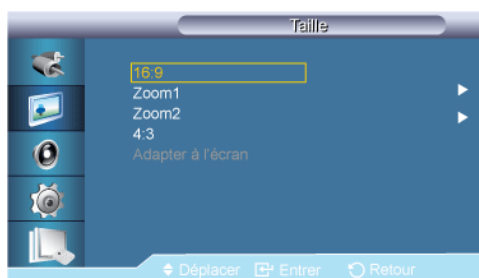 Taille
16:9
Zoom1
Zoom2
4:3
Adapter à l'écran
Déplacer Entrer Retour